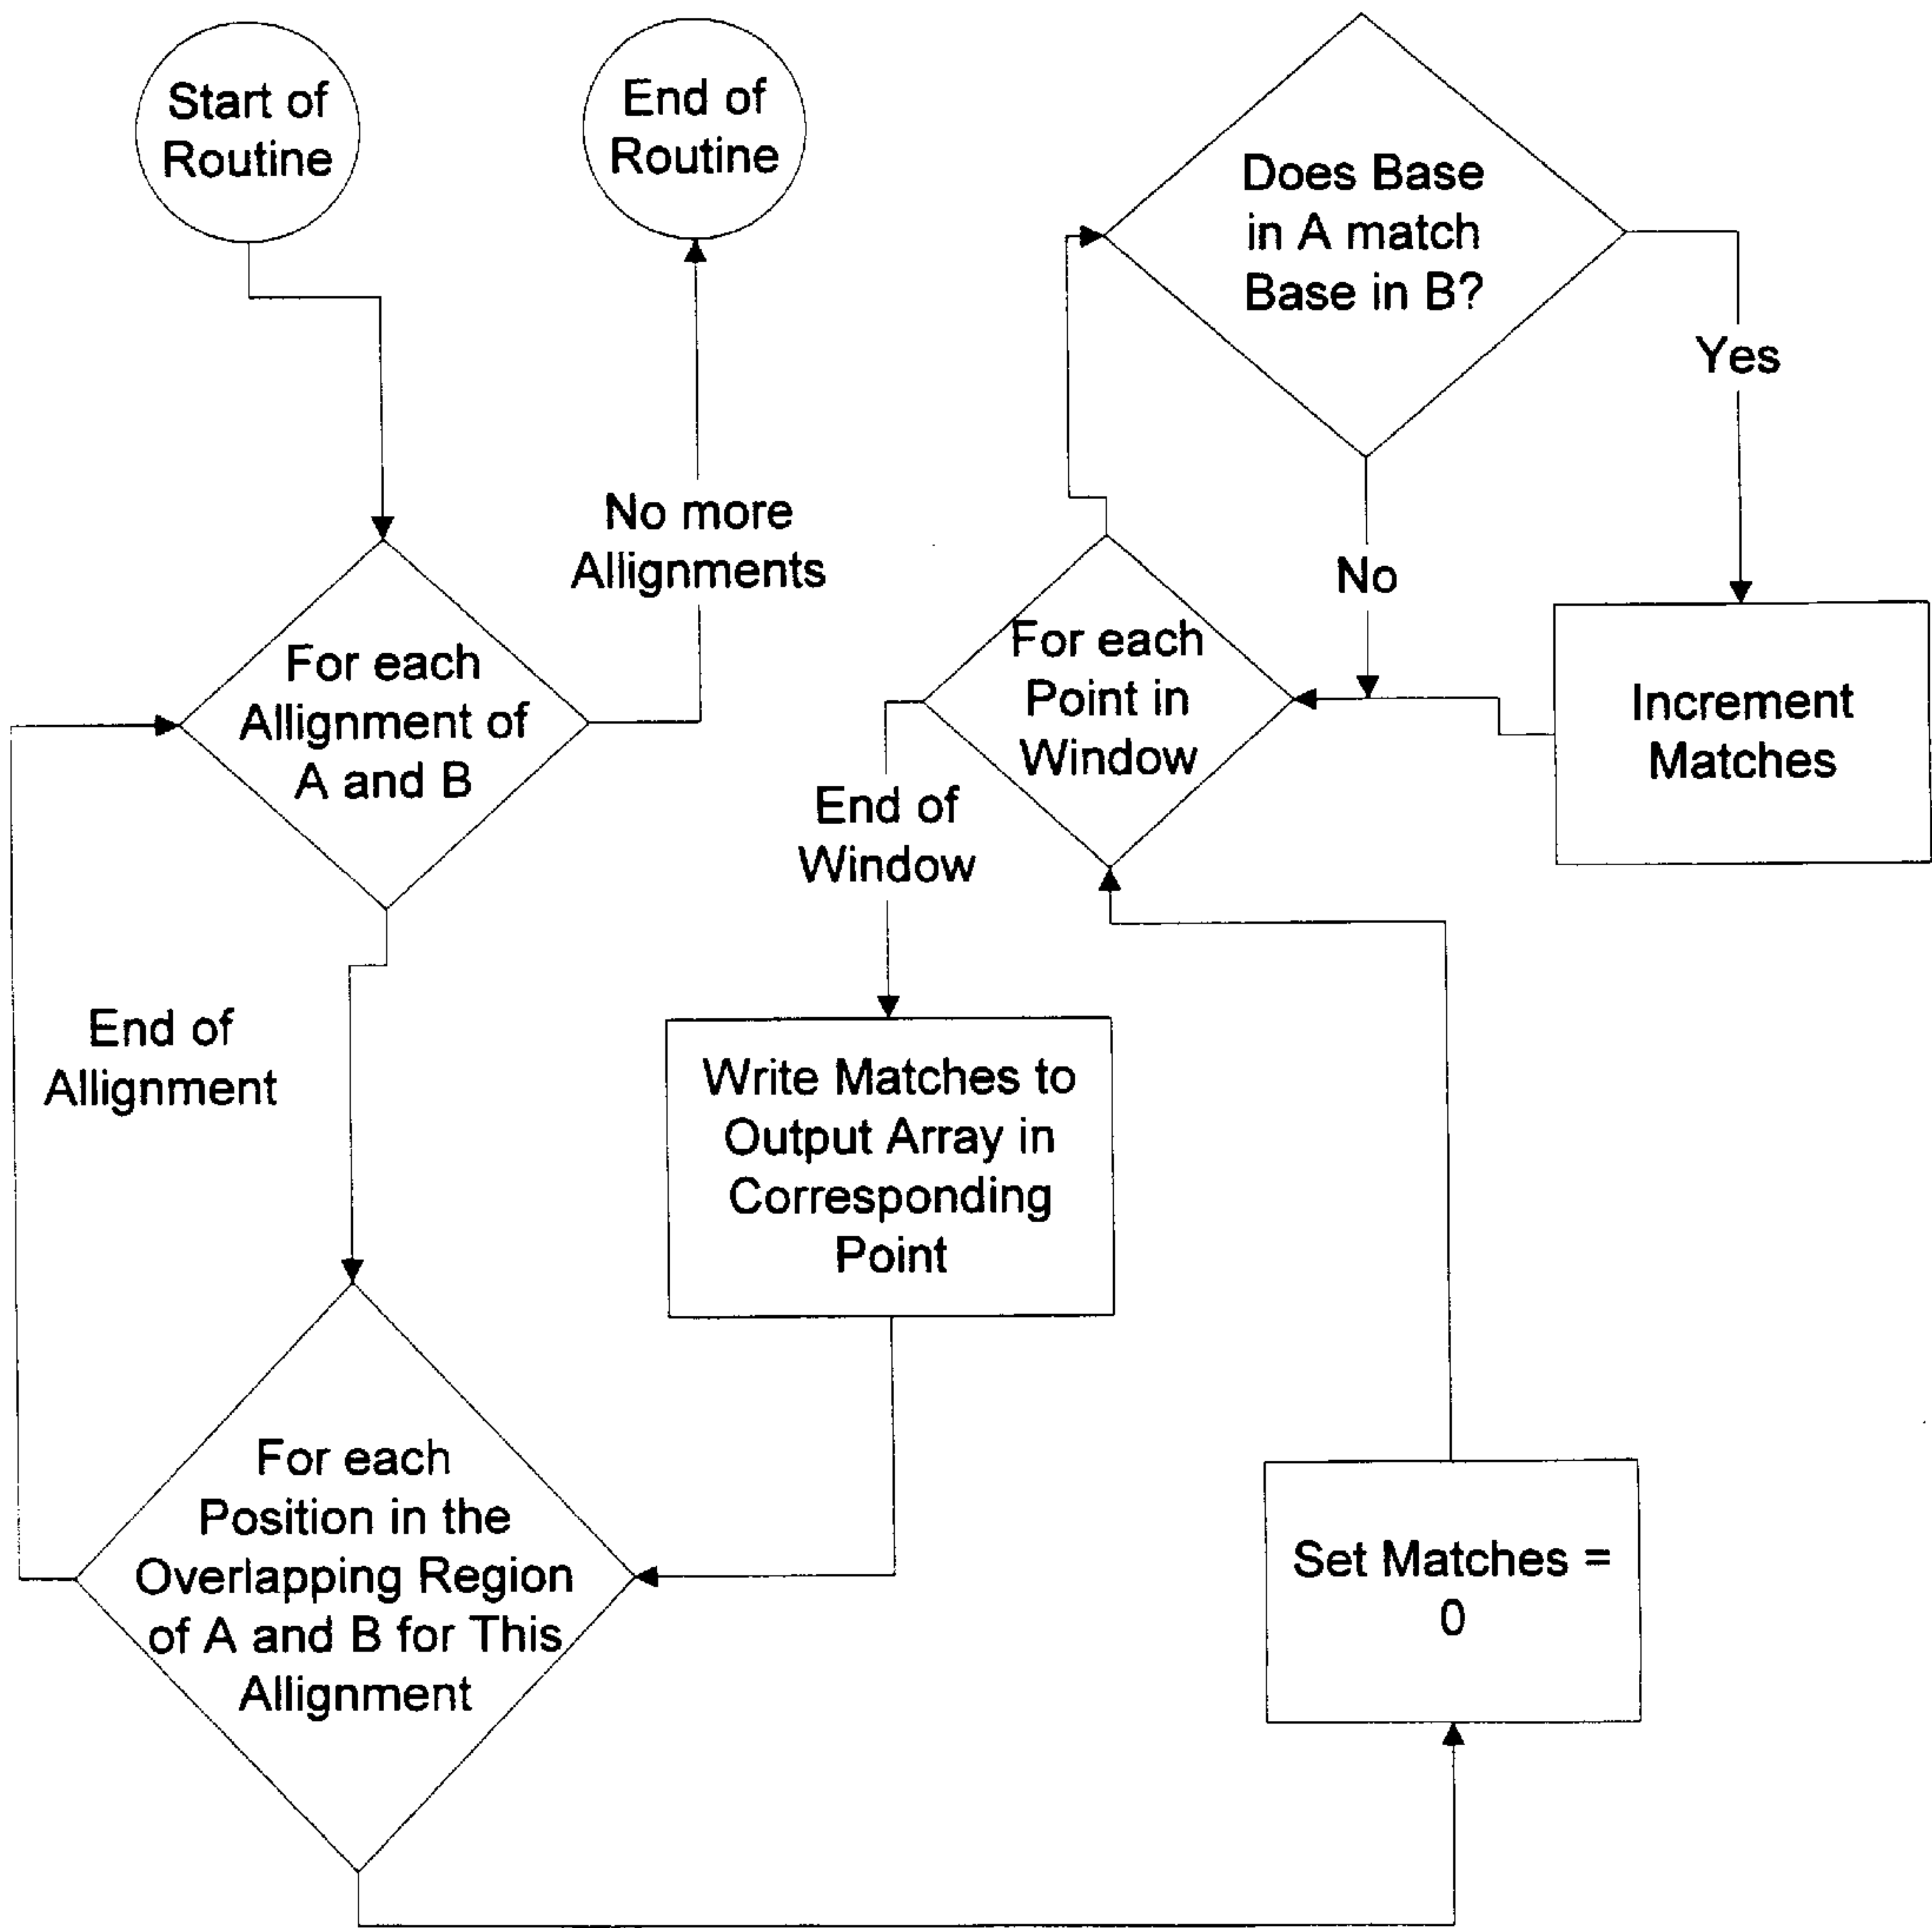 Start of
Routine
End of
Routine
Does Base
in A match
Base in B?
Yes
No more
Allignments
No
For each
Allignment of
A and B
For each
Point in
Window
Increment
Matches
End of
Window
End of
Allignment
Write Matches to
Output Array in
Corresponding
Point
For each
Position in the
Overlapping Region
of A and B for This
Allignment
Set Matches =
0